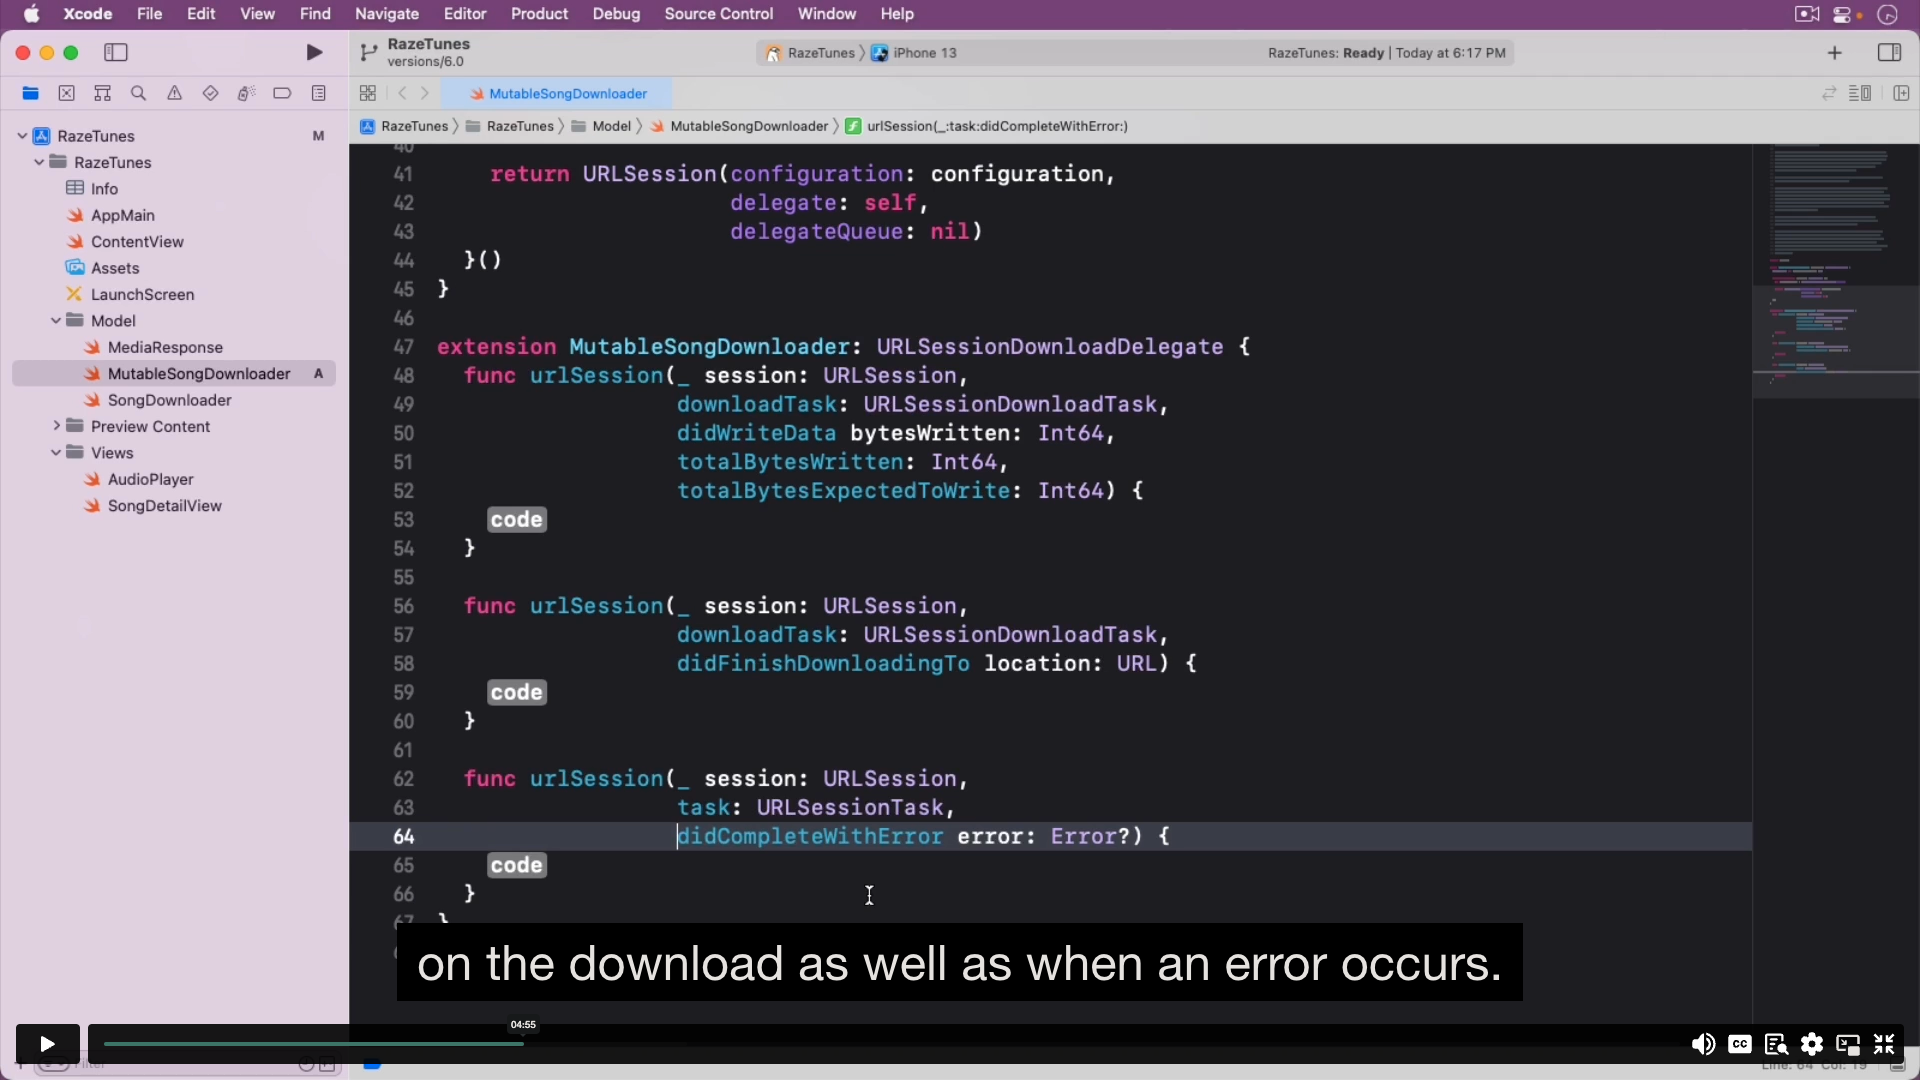 Xcode File Edit View Find Navigate Editor Product Debug Source Control Window Help
RazeTunes
versions/6.0
RazeTunes iPhone 13
RazeTunes: Ready | Today at 6:17 PM
MutableSongDownloader
RazeTunes RazeTunes Model MutableSongDownloader urlSession(_:task:didCompleteWithError:)
RazeTunes M
RazeTunes
Info
AppMain
ContentView
Assets
LaunchScreen
Model
MediaResponse
MutableSongDownloader A
SongDownloader
Preview Content
Views
AudioPlayer
SongDetailView
40
41 return URLSession(configuration: configuration,
42 delegate: self,
43 delegateQueue: nil)
44 }()
45 }
46
47 extension MutableSongDownloader: URLSessionDownloadDelegate {
48 func urlSession(_ session: URLSession,
49 downloadTask: URLSessionDownloadTask,
50 didWriteData bytesWritten: Int64,
51 totalBytesWritten: Int64,
52 totalBytesExpectedToWrite: Int64) {
53 code
54 }
55
56 func urlSession(_ session: URLSession,
57 downloadTask: URLSessionDownloadTask,
58 didFinishDownloadingTo location: URL) {
59 code
60 }
61
62 func urlSession(_ session: URLSession,
63 task: URLSessionTask,
64 didCompleteWithError error: Error?) {
65 code
66 }
67 }
on the download as well as when an error occurs.
04:55
CC
Filter
Line: 64 Col: 19